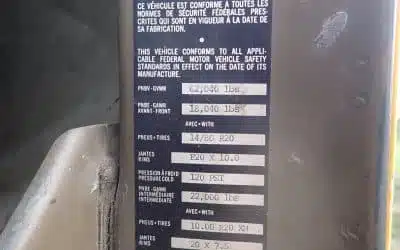 CE VÉHICULE EST CONFORME A TOUTES LES
NORMES DE SÉCURITÉ FÉDÉRALES PRES-
CRITES QUI SONT EN VIGUEUR À LA DATE DE
SA FABRICATION.
THIS VEHICLE CONFORMS TO ALL APPLI-
CABLE FEDERAL MOTOR VEHICLE SAFETY
STANDARDS IN EFFECT ON THE DATE OF ITS
MANUFACTURE.
PNBV-GVWR 62,040 lbs
PNBE-GAWR
AVANT-FRONT 18,040 lbs
AVEC-WITH
PNEUS-TIRES 14/80 R20
JANTES
RIMS R20 X 10.0
PRESSION À FROID
PRESSURE COLD 120 PSI
PNBE-GAWR
INTERMÉDIAIRE
INTERMEDIATE 22,000 lbs
AVEC-WITH
PNEUS-TIRES 10.00 R20 XH
JANTES
RIMS 20 X 7.5